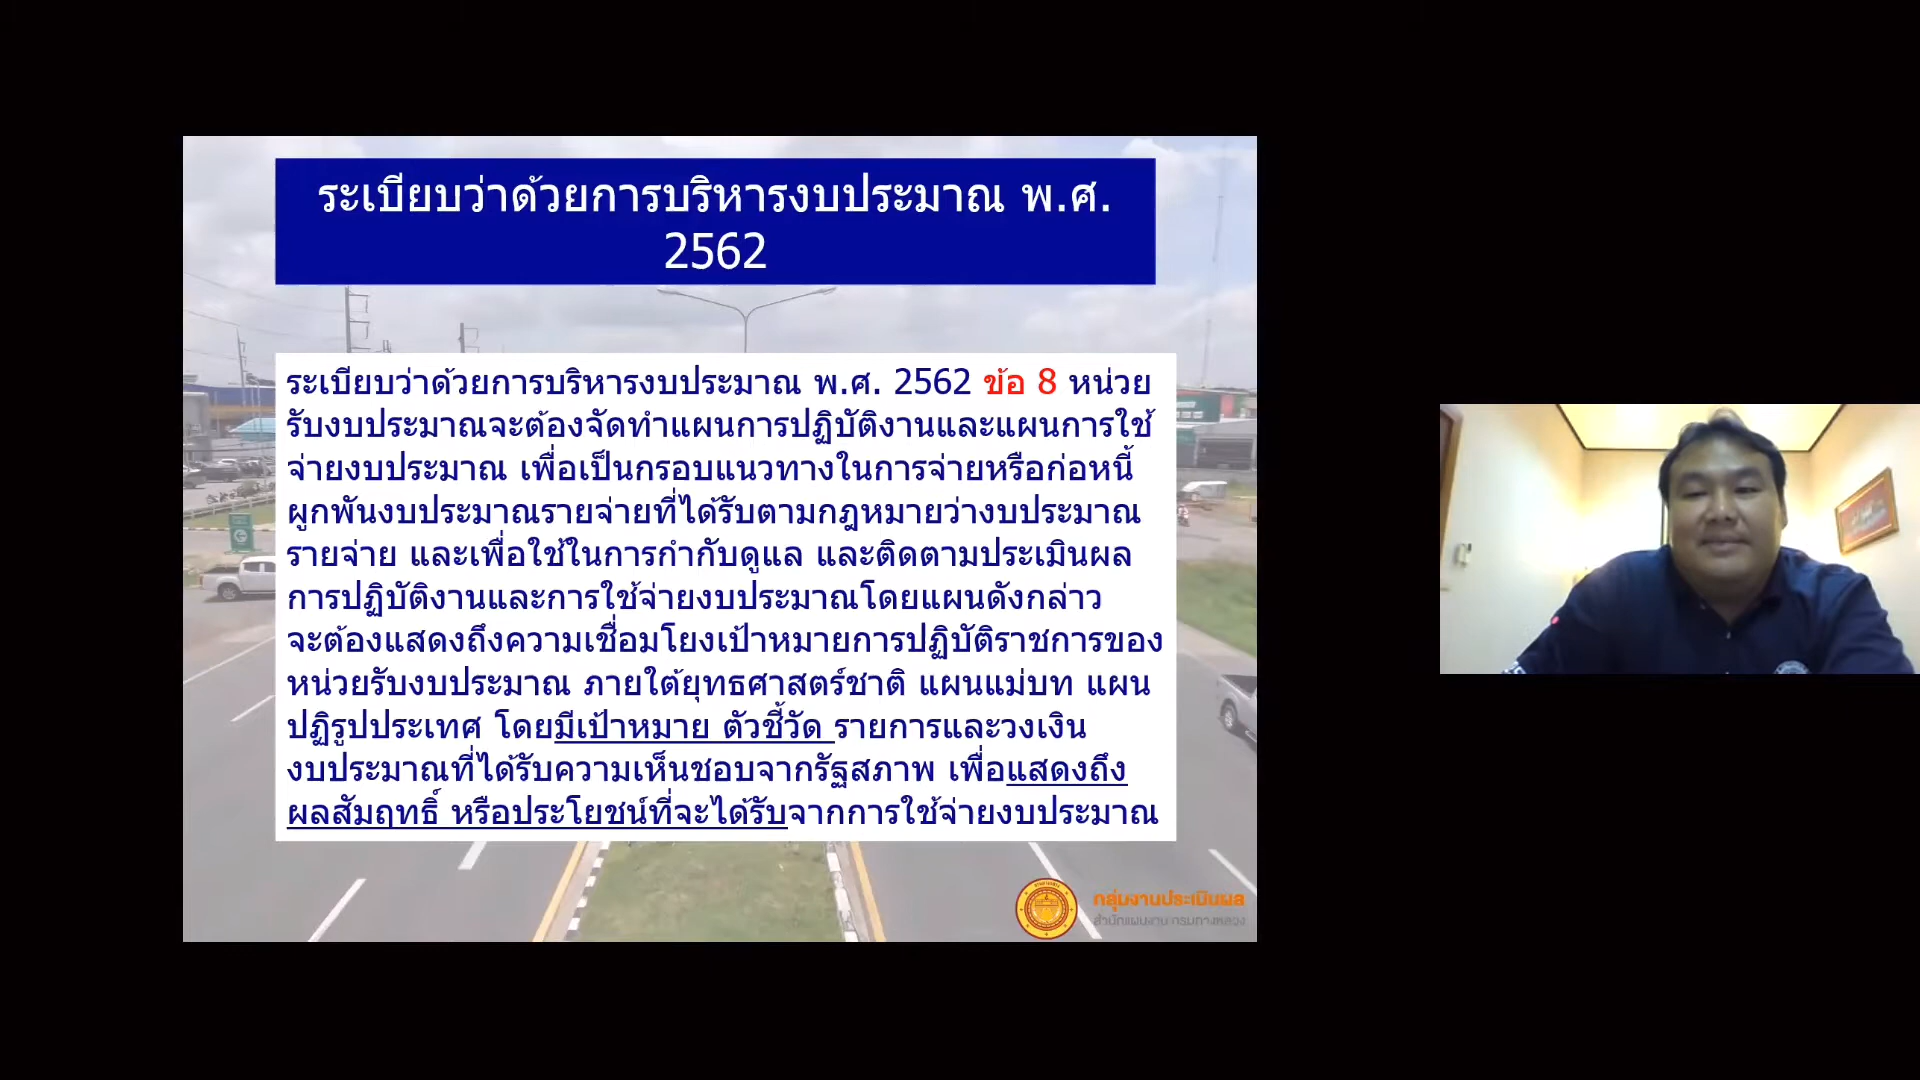 ระเบียบว่าด้วยการบริหารงบประมาณ พ.ศ.
2562
ระเบียบว่าด้วยการบริหารงบประมาณ พ.ศ. 2562 ข้อ 8 หน่วย
รับงบประมาณจะต้องจัดทำแผนการปฏิบัติงานและแผนการใช้
จ่ายงบประมาณ เพื่อเป็นกรอบแนวทางในการจ่ายหรือก่อหนี้
ผูกพันงบประมาณรายจ่ายที่ได้รับตามกฎหมายว่างบประมาณ
รายจ่าย และเพื่อใช้ในการกำกับดูแล และติดตามประเมินผล
การปฏิบัติงานและการใช้จ่ายงบประมาณโดยแผนดังกล่าว
จะต้องแสดงถึงความเชื่อมโยงเป้าหมายการปฏิบัติราชการของ
หน่วยรับงบประมาณ ภายใต้ยุทธศาสตร์ชาติ แผนแม่บท แผน
ปฏิรูปประเทศ โดยมีเป้าหมาย ตัวชี้วัด รายการและวงเงิน
งบประมาณที่ได้รับความเห็นชอบจากรัฐสภาพ เพื่อแสดงถึง
ผลสัมฤทธิ์ หรือประโยชน์ที่จะได้รับจากการใช้จ่ายงบประมาณ
กลุ่มงานประเมินผล
สำนักแผนงาน กรมทางหลวง